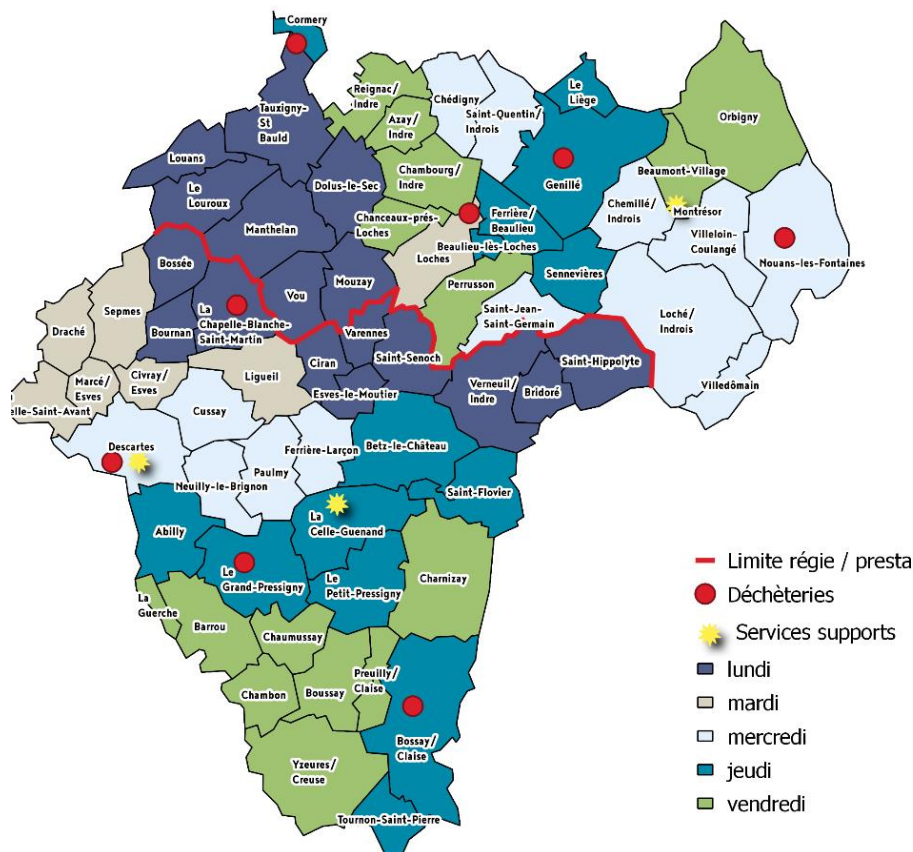 Cormery
Reignac/
Indre
Tauxigny-
St
Bauld
Azay/
Indre
Chédigny
Saint-Quentin/
Indrois
Le
Liège
Orbigny
Louans
Le
Louroux
Dolus-le-Sec
Chambourg/
Indre
Genillé
Beaumont-Village
Manthelan
Chanceaux-prés-
Loches
Ferrière/
Beaulieu
Chemillé/
Indrois
Montrésor
Villeloin-
Coulangé
Beaulieu-lès-Loches
Loches
Nouans-les-Fontaines
Bossée
Sennevières
Mouzay
Perrusson
Vou
Sepmes
La
Chapelle-Blanche-
Saint-Martin
Saint-Jean-
Saint-Germain
Loché/
Indrois
Draché
Bournan
Varennes
Saint-Senoch
Saint-Hippolyte
Ciran
Marcé/
Esves
Civray/
Esves
Ligueil
Verneuil/
Indre
Bridoré
Villedômain
Esves-le-Moutier
elle-Saint-Avant
Cussay
Descartes
Ferrière-Larçon
Betz-le-Château
Paulmy
Neuilly-le-Brignon
Saint-Flovier
La
Celle-Guenand
Abilly
Le
Grand-Pressigny
Le
Petit-Pressigny
Charnizay
La
Guerche
Barrou
Chaumussay
Preuilly/
Claise
Chambon
Boussay
Bossay/
Claise
Yzeures/
Creuse
Tournon-Saint-Pierre
Limite régie / presta
Déchèteries
Services supports
lundi
mardi
mercredi
jeudi
vendredi